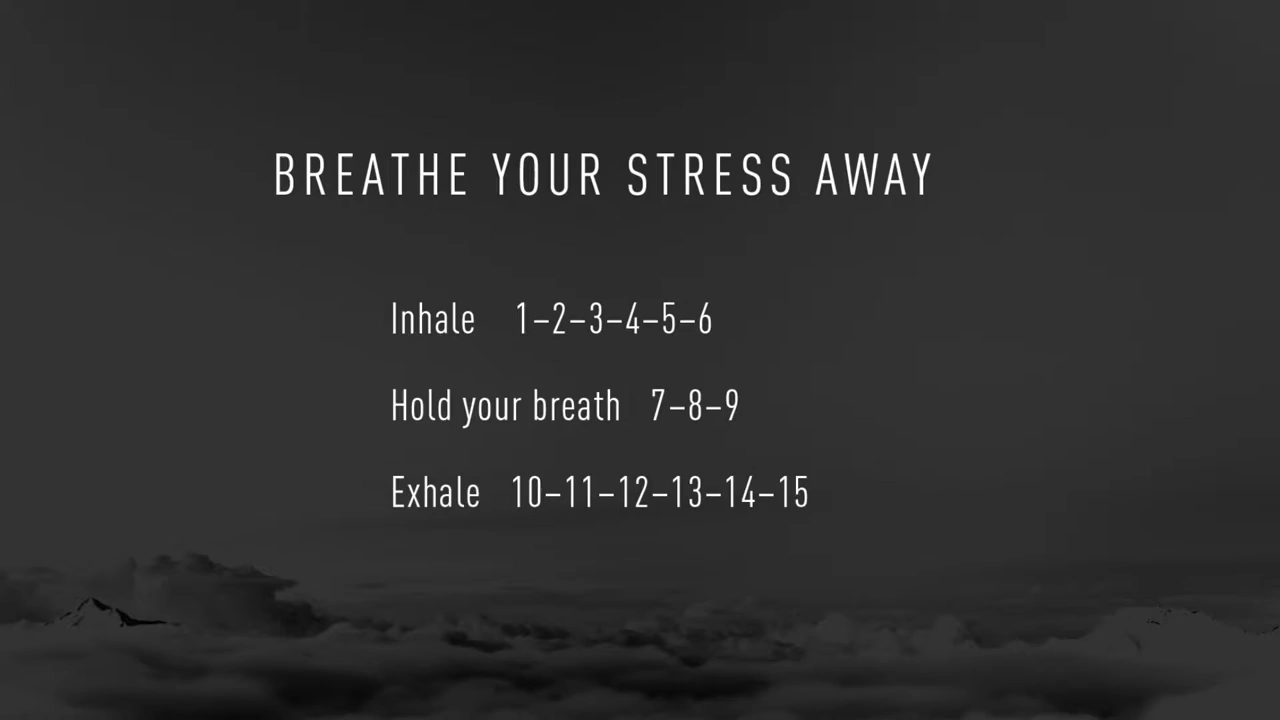 BREATHE YOUR STRESS AWAY
Inhale 1–2–3–4–5–6
Hold your breath 7–8–9
Exhale 10–11–12–13–14–15